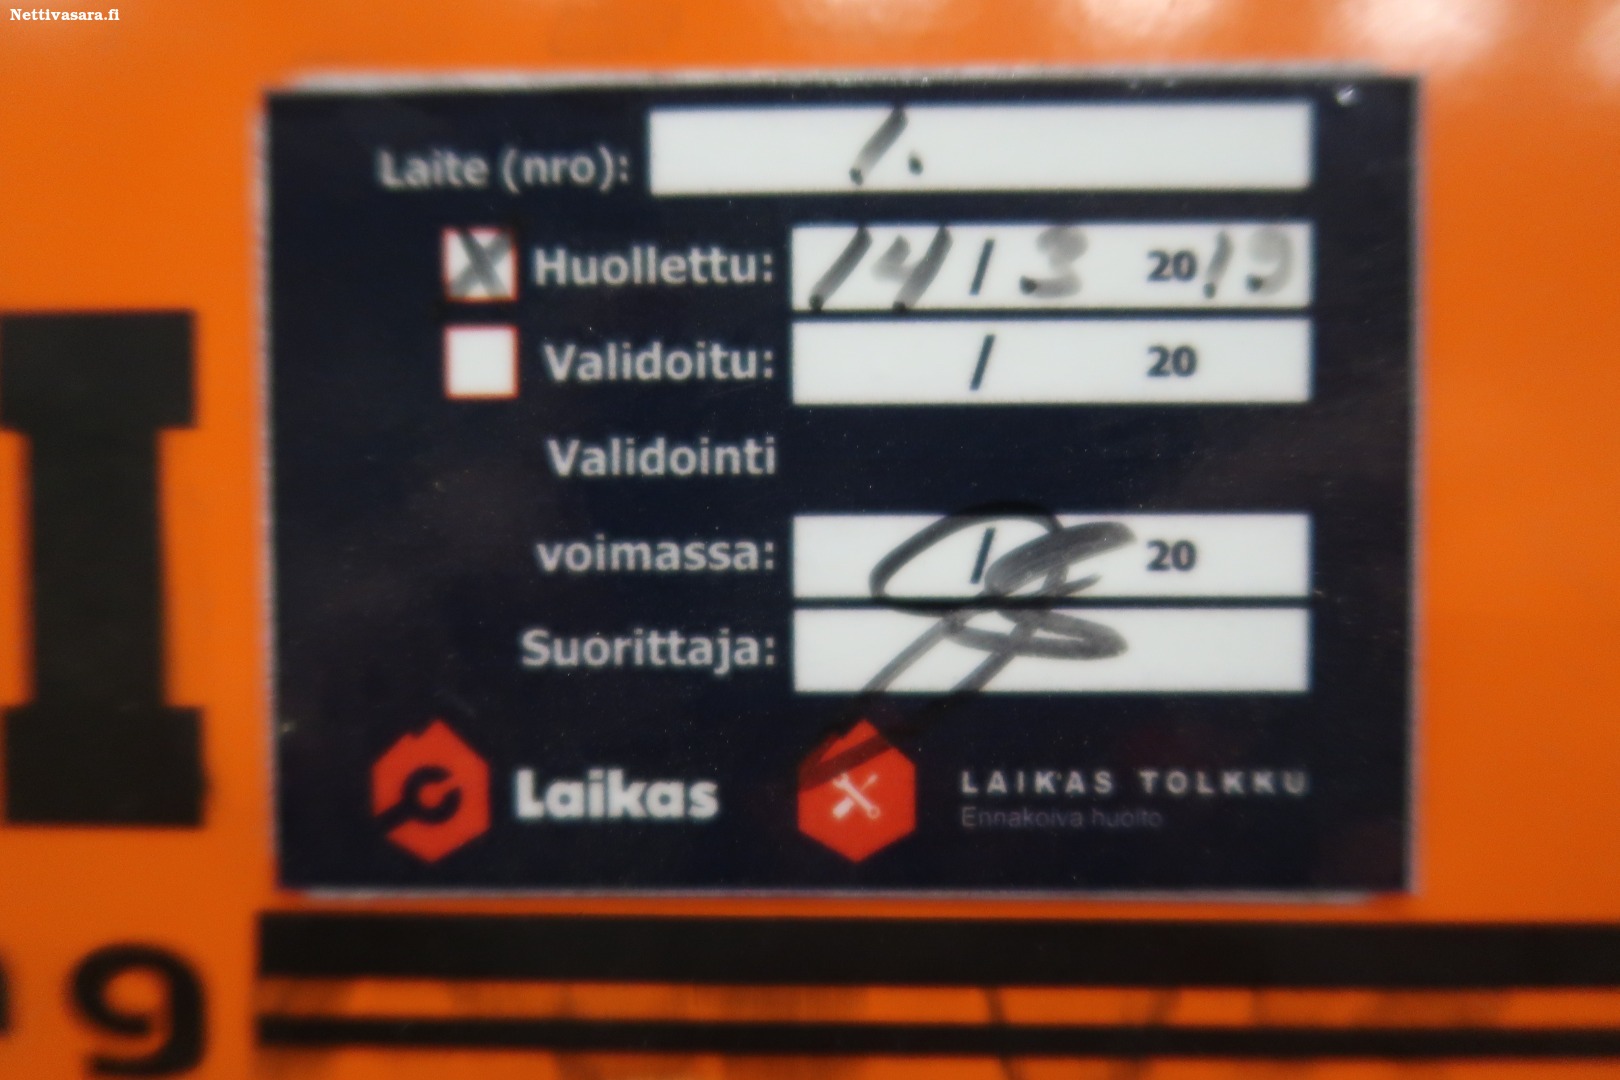 Nettivasara.fi
Laite (nro): 1.
X Huollettu: 14 / 3 2019
Validoitu: / 20
Validointi
voimassa: / 20
Suorittaja:
Laikas
LAIKAS TOLKKU
Ennakoiva huolto
I
9